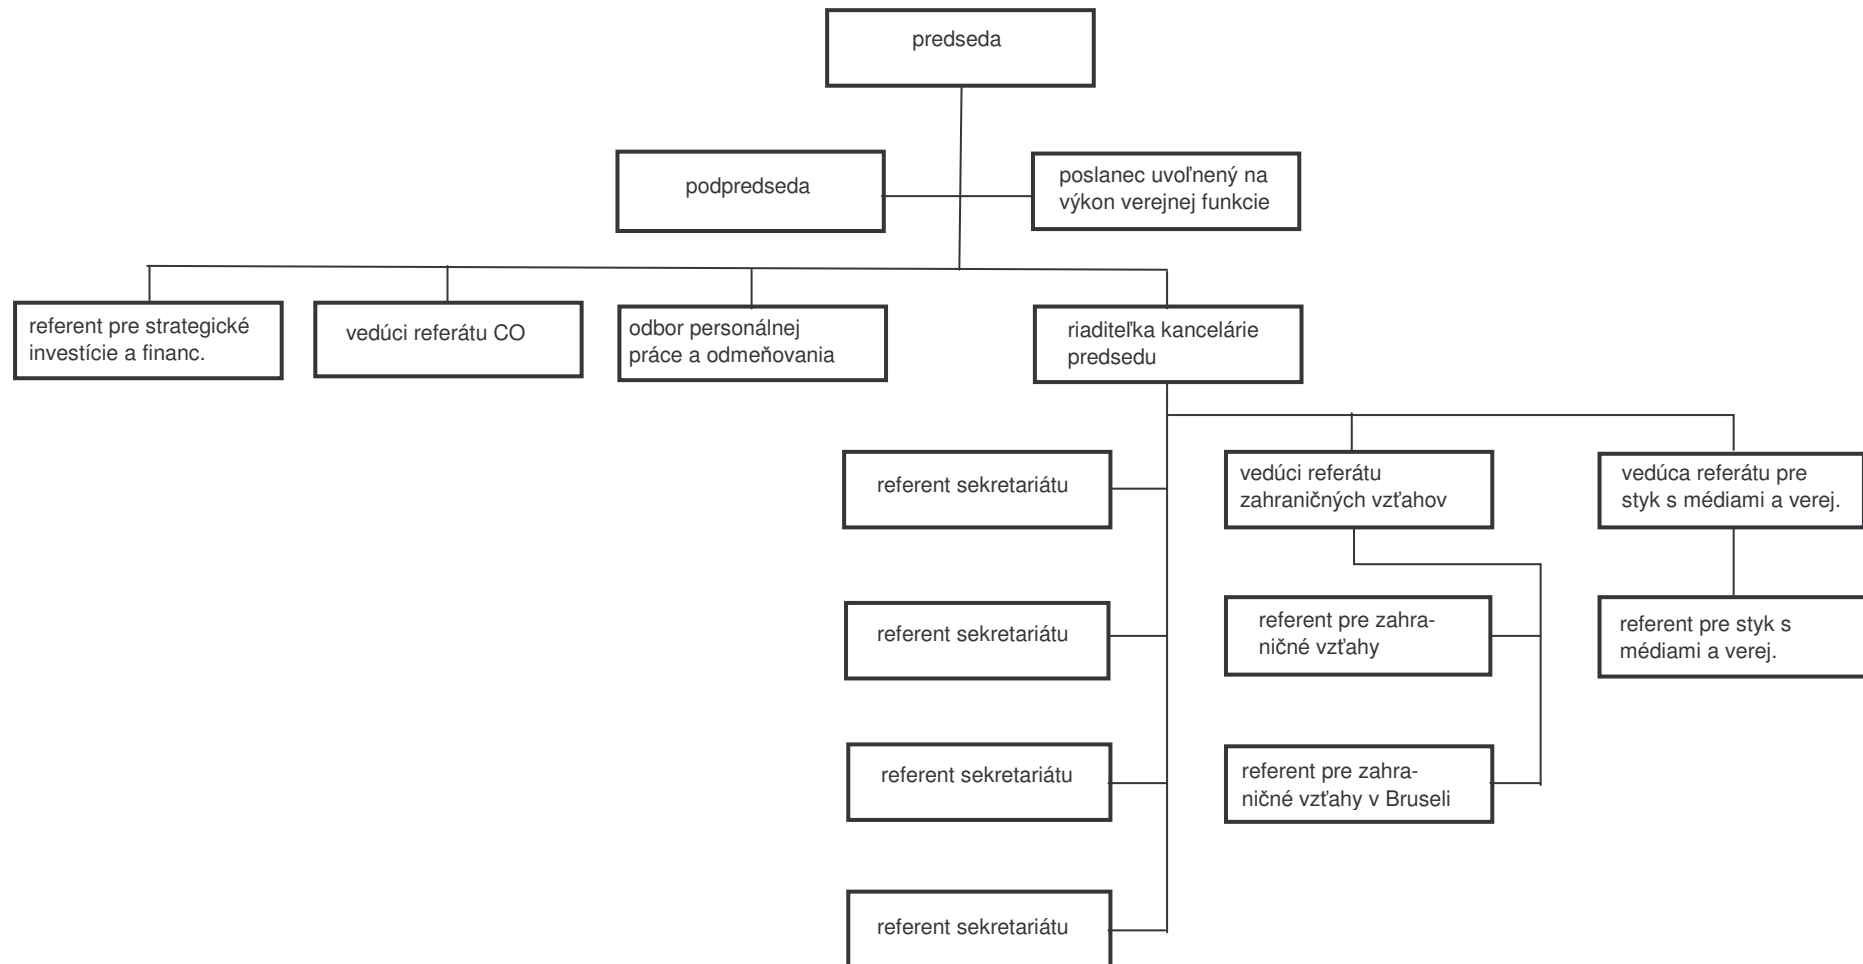 predseda
podpredseda
poslanec uvoľnený na
výkon verejnej funkcie
referent pre strategické
investície a financ.
vedúci referátu CO
odbor personálnej
práce a odmeňovania
riaditeľka kancelárie
predsedu
referent sekretariátu
vedúci referátu
zahraničných vzťahov
vedúca referátu pre
styk s médiami a verej.
referent sekretariátu
referent pre zahra-
ničné vzťahy
referent pre styk s
médiami a verej.
referent sekretariátu
referent pre zahra-
ničné vzťahy v Bruseli
referent sekretariátu